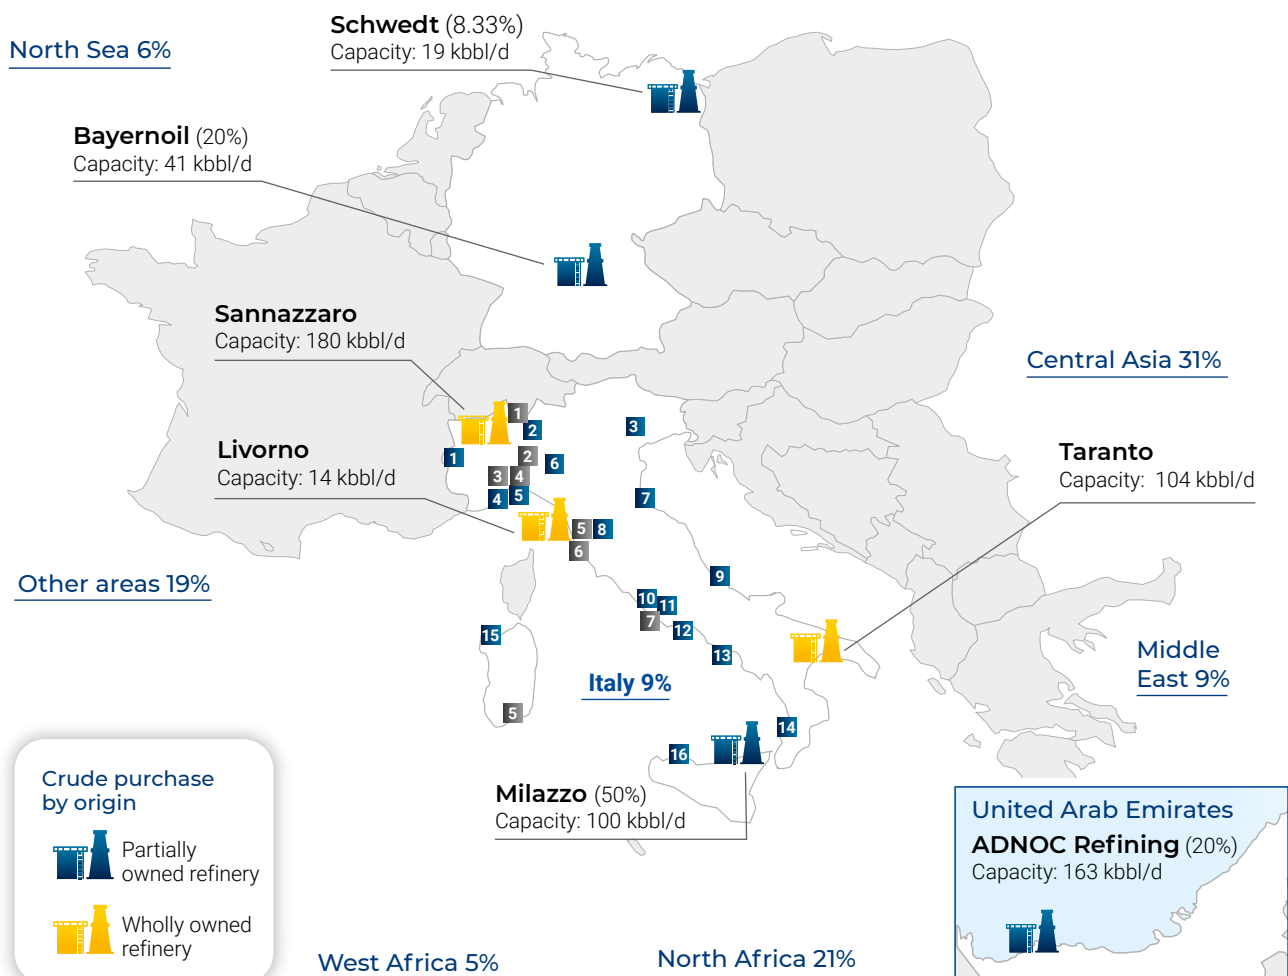 North Sea 6%
Schwedt (8.33%)
Capacity: 19 kbbl/d
Bayernoil (20%)
Capacity: 41 kbbl/d
Sannazzaro
Capacity: 180 kbbl/d
Central Asia 31%
Livorno
Capacity: 14 kbbl/d
Taranto
Capacity: 104 kbbl/d
1
2
3
1
2
6
3
4
4
5
7
5
8
6
9
Other areas 19%
10
11
7
12
15
13
Middle
East 9%
Italy 9%
5
14
16
Milazzo (50%)
Capacity: 100 kbbl/d
Crude purchase
by origin
Partially
owned refinery
Wholly owned
refinery
United Arab Emirates
ADNOC Refining (20%)
Capacity: 163 kbbl/d
West Africa 5%
North Africa 21%